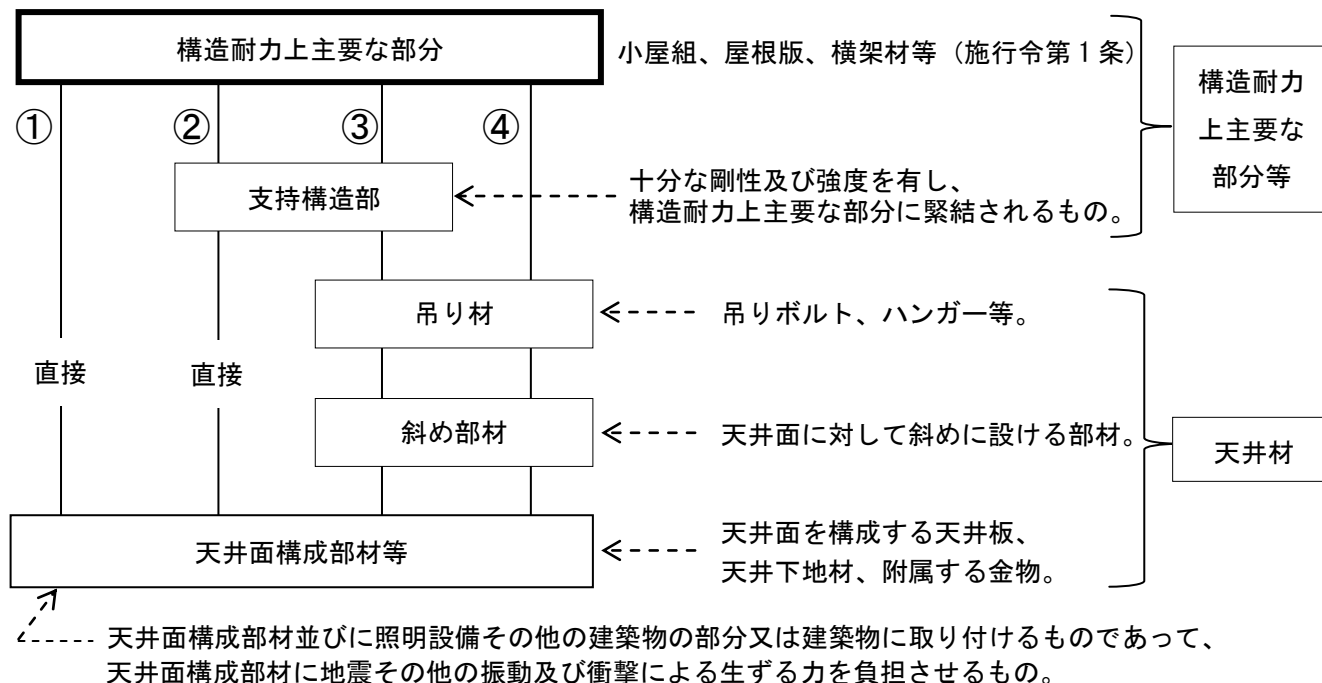 構造耐力上主要な部分
小屋組、屋根版、横架材等（施行令第1条）
構造耐力
上主要な
部分等
①
②
③
④
支持構造部
十分な剛性及び強度を有し、
構造耐力上主要な部分に緊結されるもの。
吊り材
吊りボルト、ハンガー等。
直接
直接
斜め部材
天井面に対して斜めに設ける部材。
天井材
天井面構成部材等
天井面を構成する天井板、
天井下地材、附属する金物。
天井面構成部材並びに照明設備その他の建築物の部分又は建築物に取り付けるものであって、
天井面構成部材に地震その他の振動及び衝撃による生ずる力を負担させるもの。